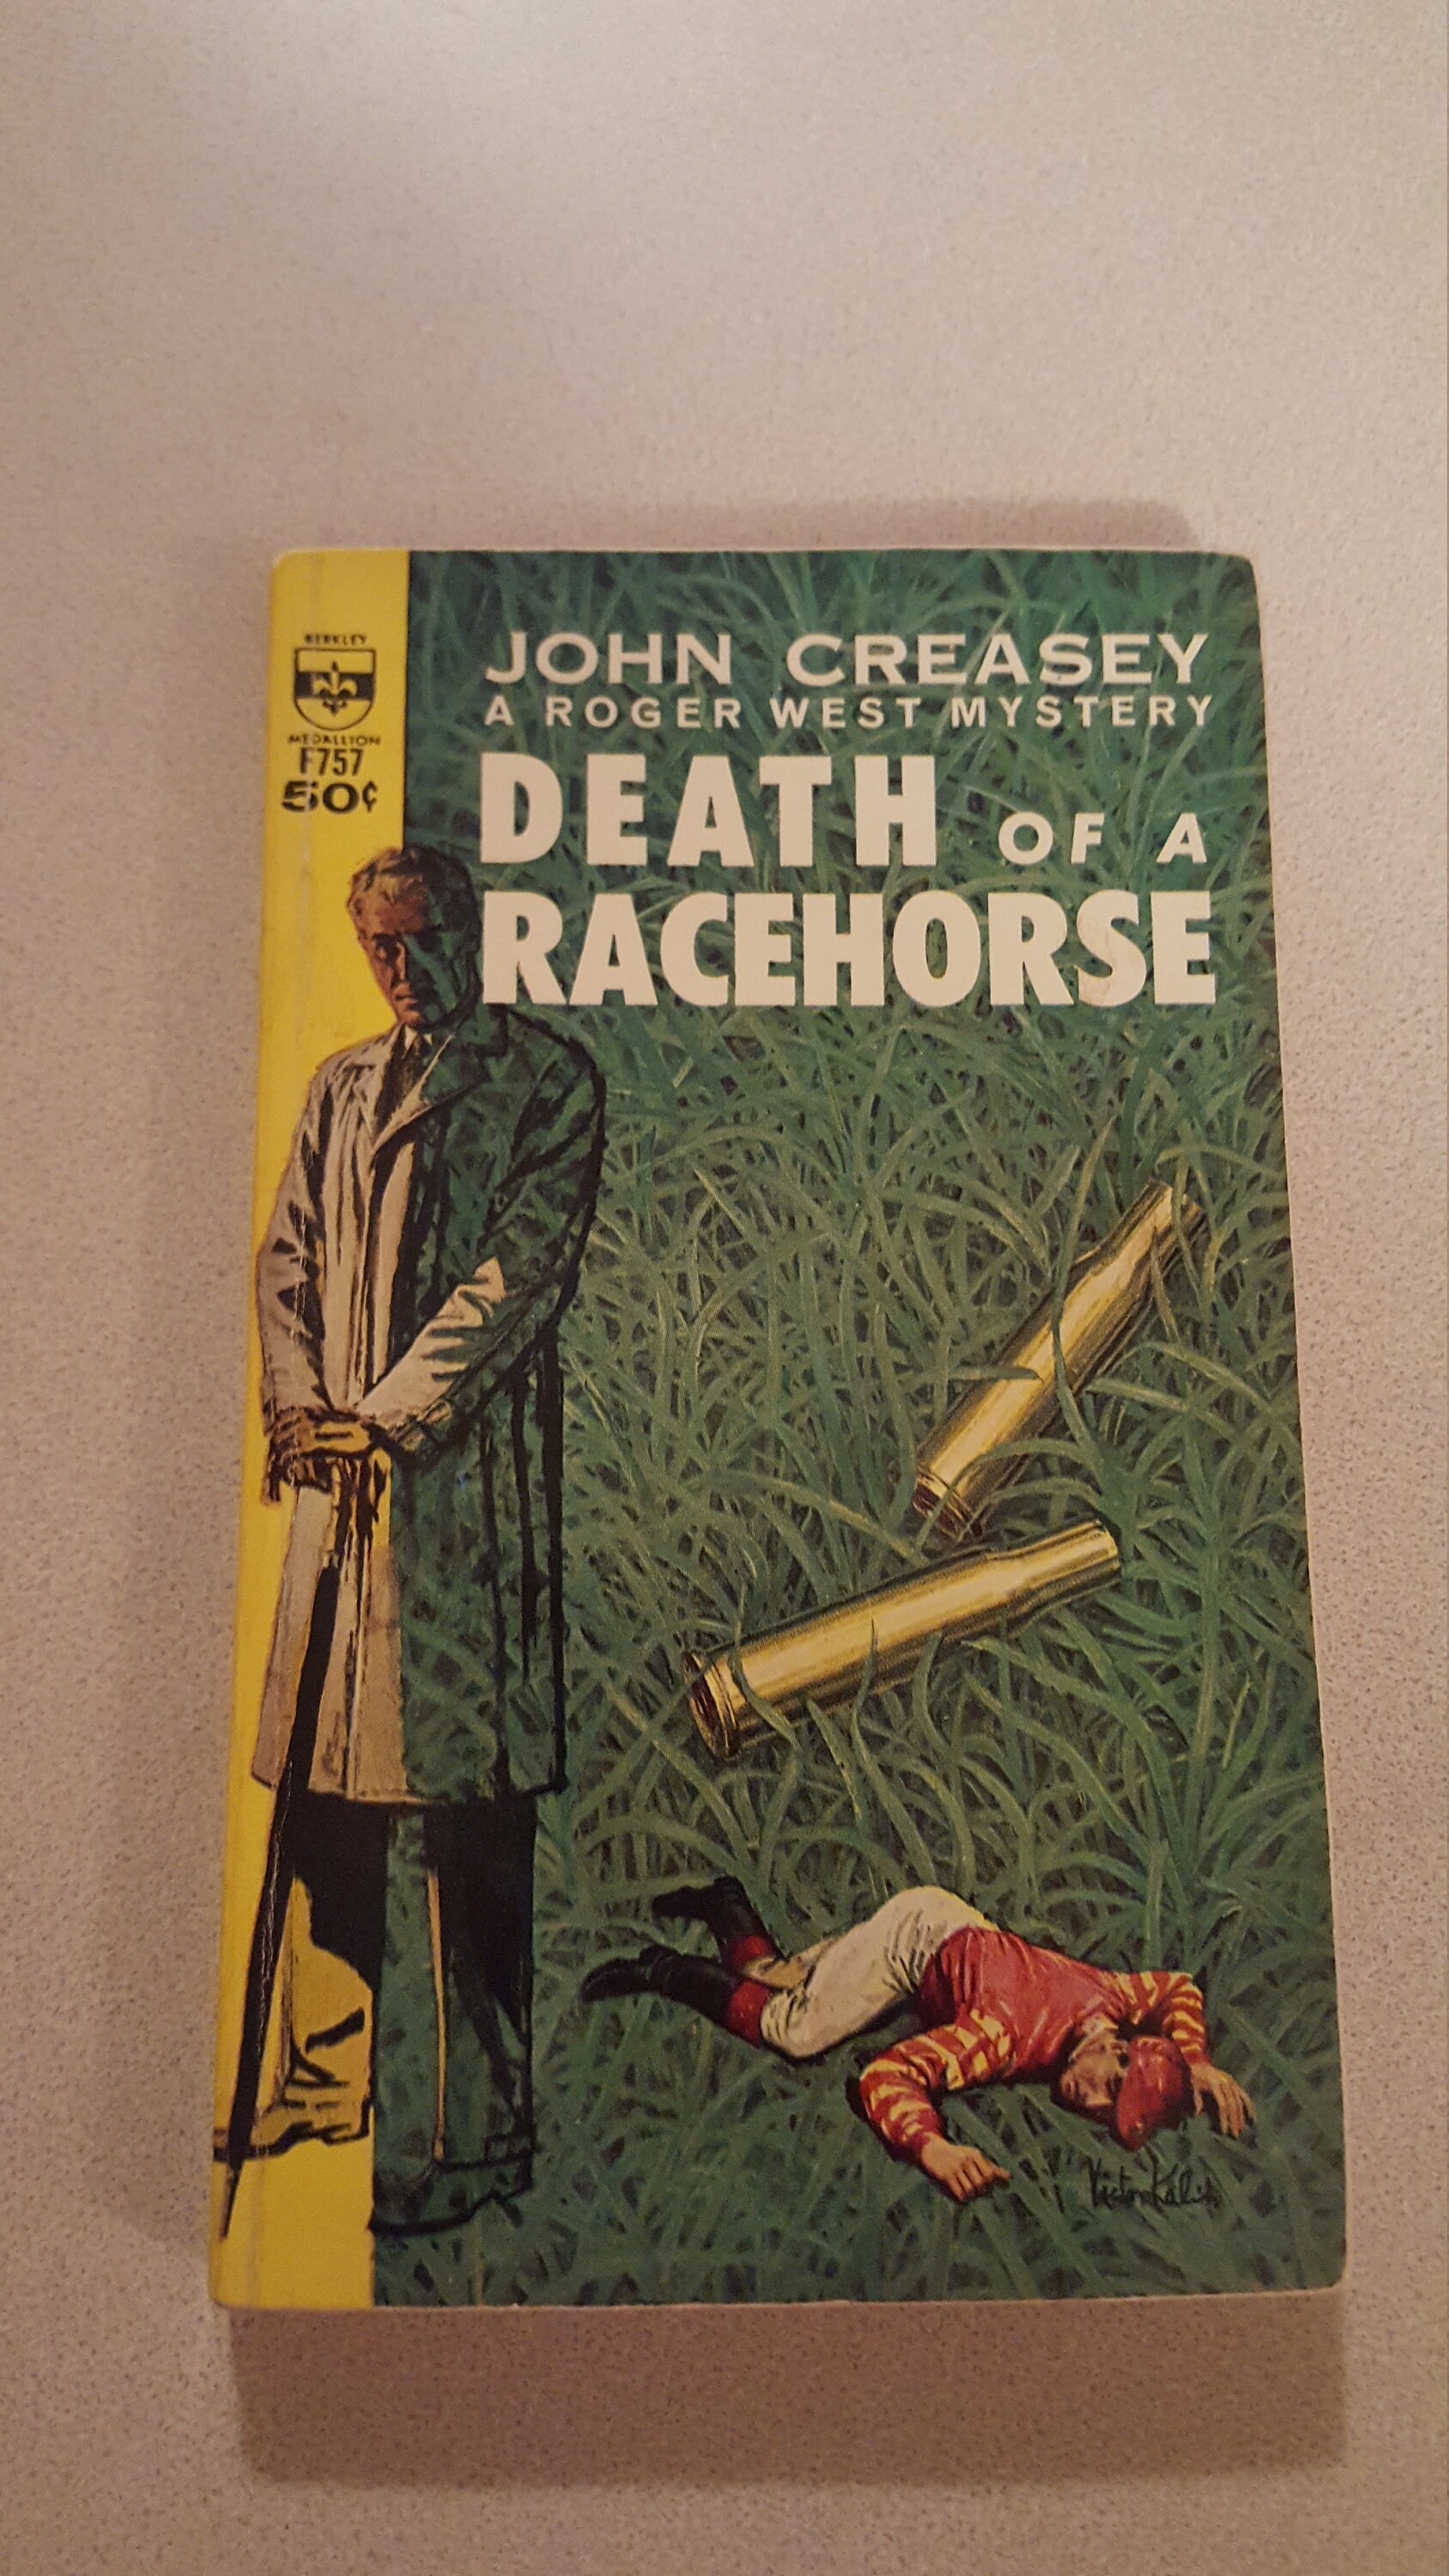 BERKLEY
MEDALLION
F757
50¢
JOHN CREASEY
A ROGER WEST MYSTERY
DEATH OF A
RACEHORSE
Victor Kalin